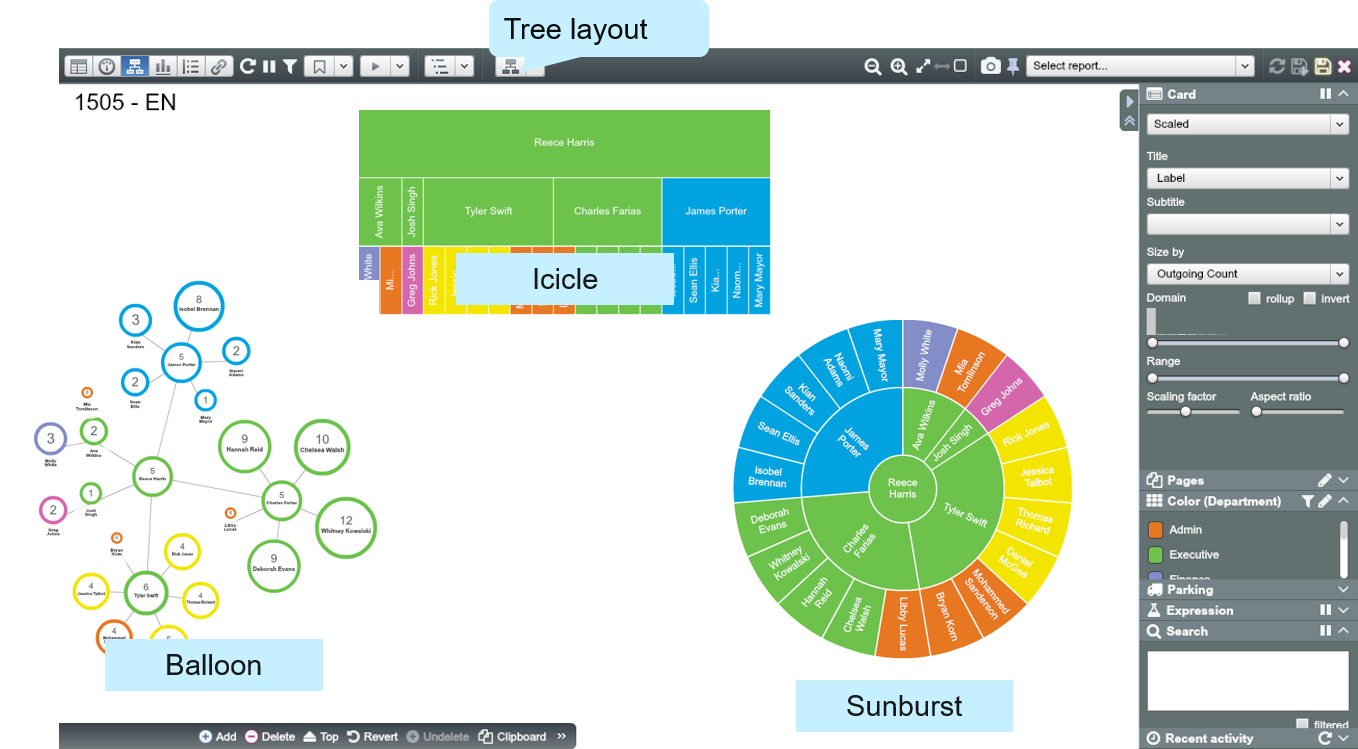 Tree layout
Select report...
1505 - EN
Reece Harris
Ava Wilkins
Josh Singh
Tyler Swift
Charles Farias
James Porter
White
Mi...
Greg Johns
Rick Jones
Sean Ellis
Kia...
Naom...
Mary Mayor
Icicle
8
Isobel Brennan
3
Kian
Sanders
5
James Porter
2
Naomi
Adams
2
Sean
Ellis
1
Mary
Mayor
0
Mia
Tomlinson
2
Ava
Wilkins
3
Molly
White
5
Reece Harris
1
Josh
Singh
2
Greg
Johns
9
Hannah Reid
10
Chelsea Walsh
5
Charles Farias
0
Libby
Lucas
12
Whitney Kowalski
9
Deborah Evans
0
Bryan
Korn
4
Rick Jones
6
Tyler Swift
4
Jessica Talbot
4
Thomas Richard
4
Mohammed
Balloon
Mary Mayor
Molly White
Mia
Tomlinson
Greg Johns
Rick Jones
Jessica
Talbot
Thomas
Richard
Daniel
McGee
Mohammed
Sanderson
Bryan Korn
Libby Lucas
Chelsea
Walsh
Hannah
Reid
Whitney
Kowalski
Deborah
Evans
Isobel
Brennan
Sean Ellis
Kian
Sanders
Naomi
Adams
James
Porter
Ava Wilkins
Josh Singh
Tyler Swift
Charles
Farias
Reece
Harris
Sunburst
Card
Scaled
Title
Label
Subtitle
Size by
Outgoing Count
Domain
rollup
invert
Range
Scaling factor
Aspect ratio
Pages
Color (Department)
Admin
Executive
Finance
Parking
Expression
Search
filtered
Recent activity
Add
Delete
Top
Revert
Undelete
Clipboard
»